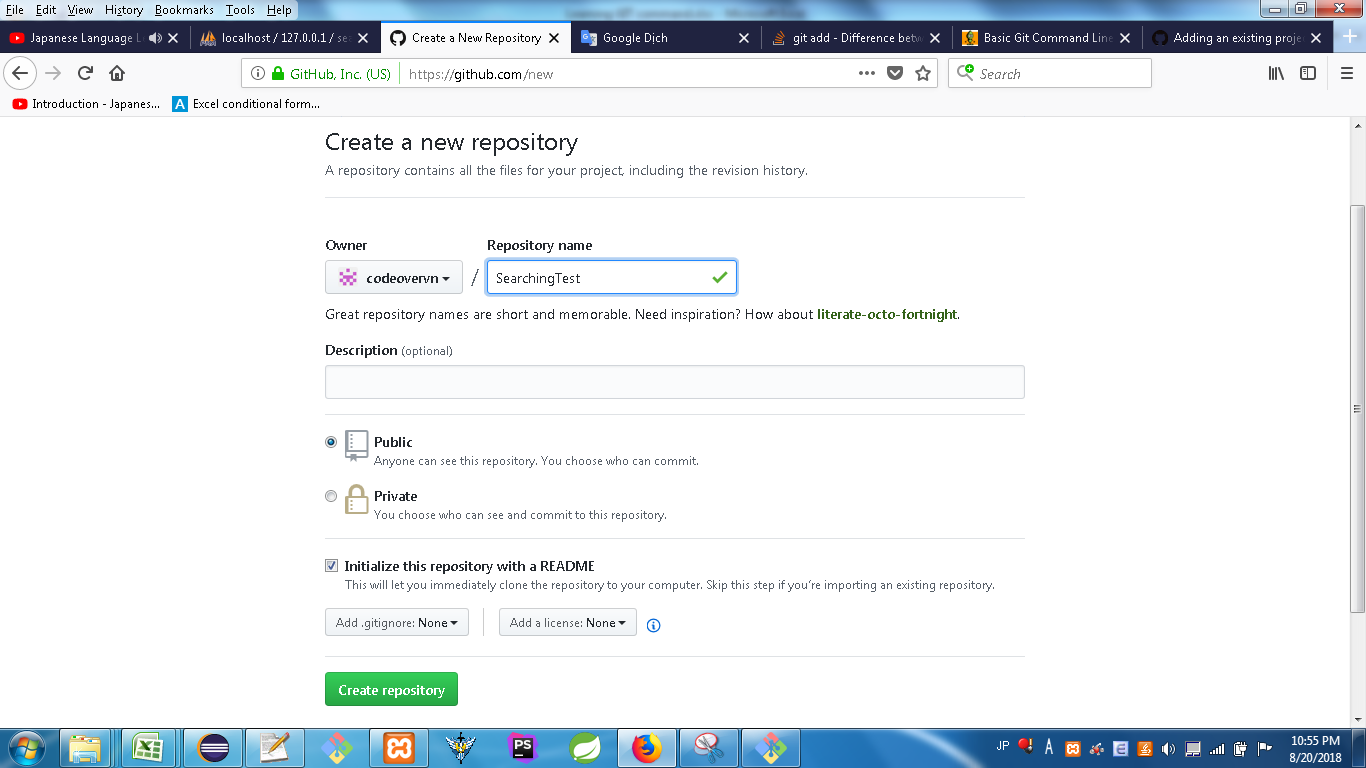 File Edit View History Bookmarks Tools Help
Japanese Language L
localhost / 127.0.0.1 / se
Create a New Repository
Google Dịch
git add - Difference betw
Basic Git Command Line
Adding an existing proje
GitHub, Inc. (US) https://github.com/new Search
Introduction - Japanes... A Excel conditional form...
Create a new repository
A repository contains all the files for your project, including the revision history.
Owner Repository name
codeovervn / SearchingTest
Great repository names are short and memorable. Need inspiration? How about literate-octo-fortnight.
Description (optional)
Public
Anyone can see this repository. You choose who can commit.
Private
You choose who can see and commit to this repository.
Initialize this repository with a README
This will let you immediately clone the repository to your computer. Skip this step if you're importing an existing repository.
Add .gitignore: None Add a license: None
Create repository
PS
JP A 10:55 PM
8/20/2018